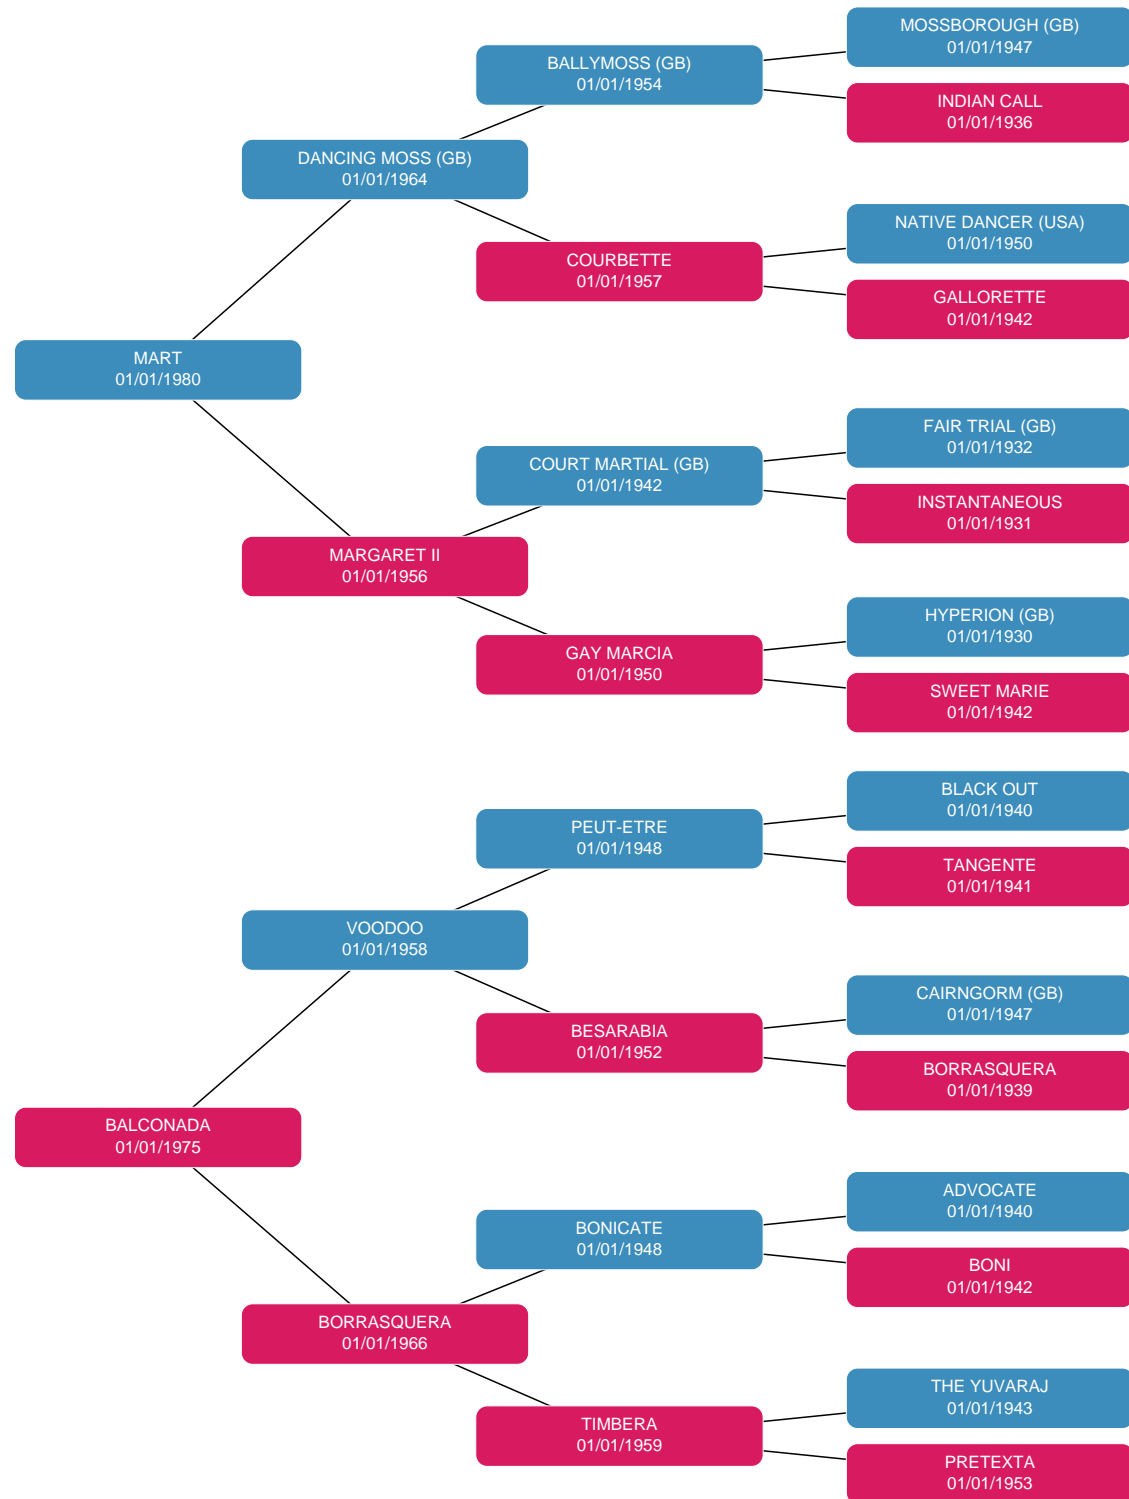 MOSSBOROUGH (GB)
01/01/1947
BALLYMOSS (GB)
01/01/1954
INDIAN CALL
01/01/1936
DANCING MOSS (GB)
01/01/1964
NATIVE DANCER (USA)
01/01/1950
COURBETTE
01/01/1957
GALLORETTE
01/01/1942
MART
01/01/1980
FAIR TRIAL (GB)
01/01/1932
COURT MARTIAL (GB)
01/01/1942
INSTANTANEOUS
01/01/1931
MARGARET II
01/01/1956
HYPERION (GB)
01/01/1930
GAY MARCIA
01/01/1950
SWEET MARIE
01/01/1942
BLACK OUT
01/01/1940
PEUT-ETRE
01/01/1948
TANGENTE
01/01/1941
VOODOO
01/01/1958
CAIRNGORM (GB)
01/01/1947
BESARABIA
01/01/1952
BORRASQUERA
01/01/1939
BALCONADA
01/01/1975
ADVOCATE
01/01/1940
BONICATE
01/01/1948
BONI
01/01/1942
BORRASQUERA
01/01/1966
THE YUVARAJ
01/01/1943
TIMBERA
01/01/1959
PRETEXTA
01/01/1953